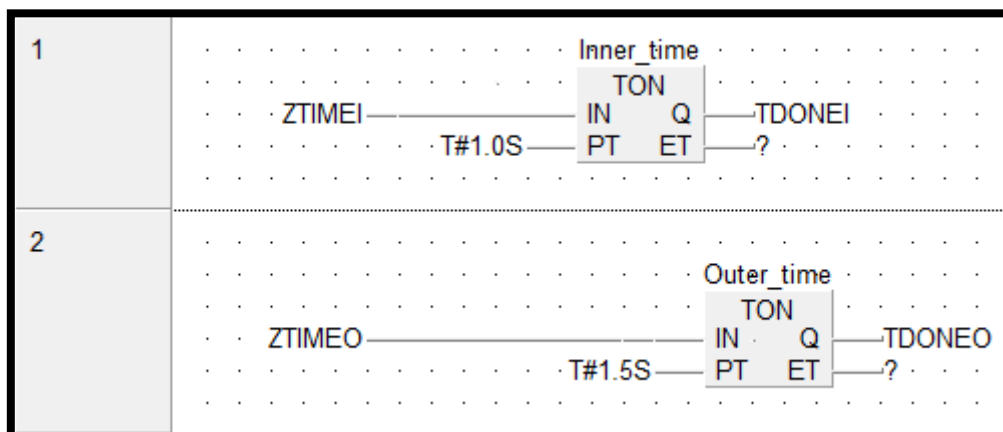 1
Inner_time
TON
ZTIMEI IN Q TDONEI
T#1.0S PT ET ?
2
Outer_time
TON
ZTIMEO IN Q TDONEO
T#1.5S PT ET ?